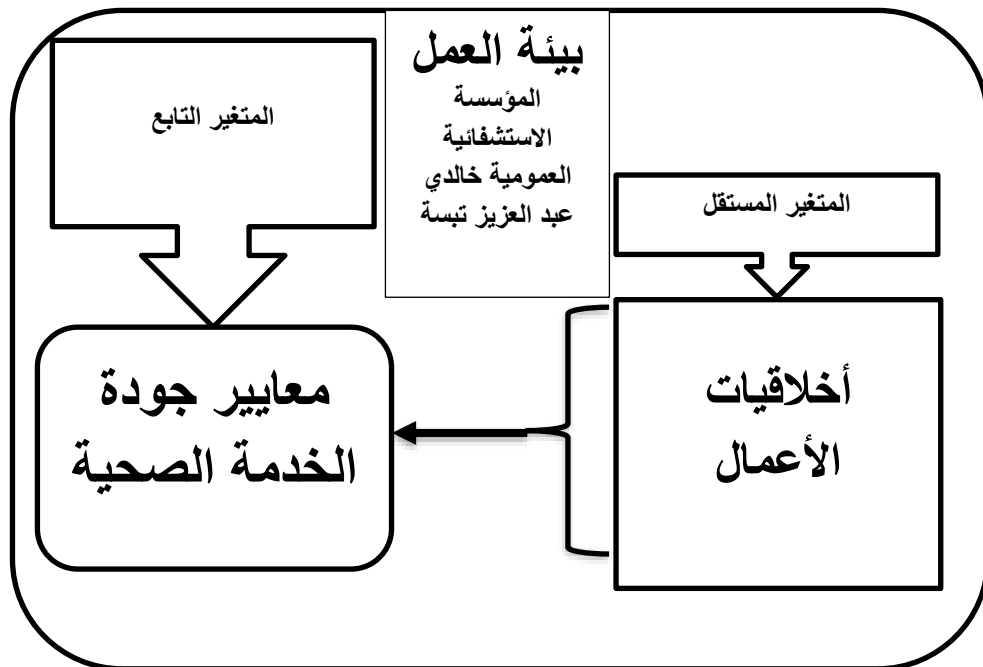 بيئة العمل
المؤسسة
الاستشفائية
العمومية خالدي
عبد العزيز تبسة
المتغير المستقل
المتغير التابع
أخلاقيات
الأعمال
معايير جودة
الخدمة الصحية